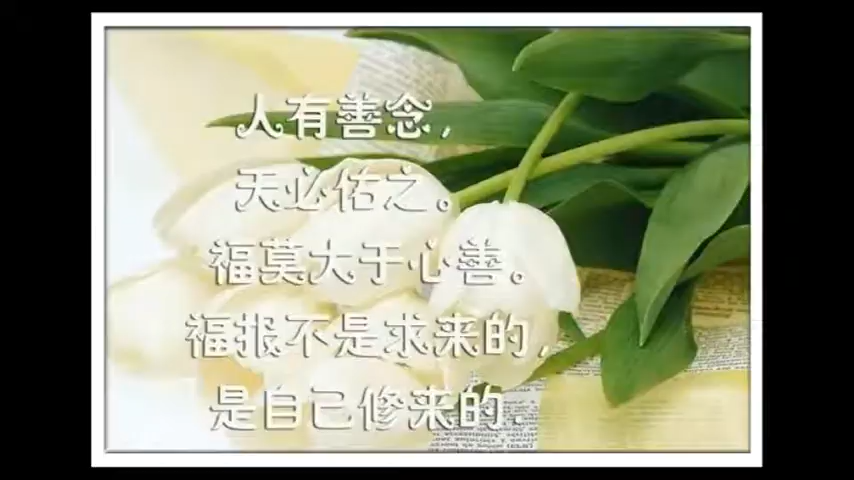 人有善念，
天必佑之。
福莫大于心善。
福报不是求来的，
是自己修来的，